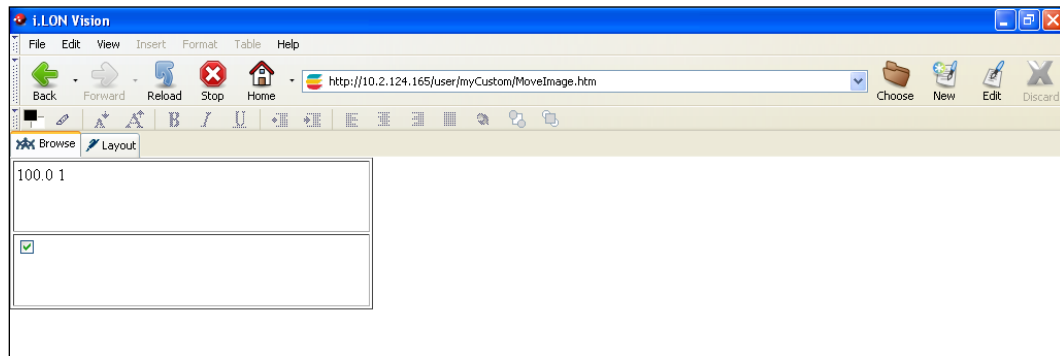 i.LON Vision
File Edit View Insert Format Table Help
Back Forward Reload Stop Home http://10.2.124.165/user/myCustom/MoveImage.htm Choose New Edit Discard
A A B I U
Browse Layout
100.0 1